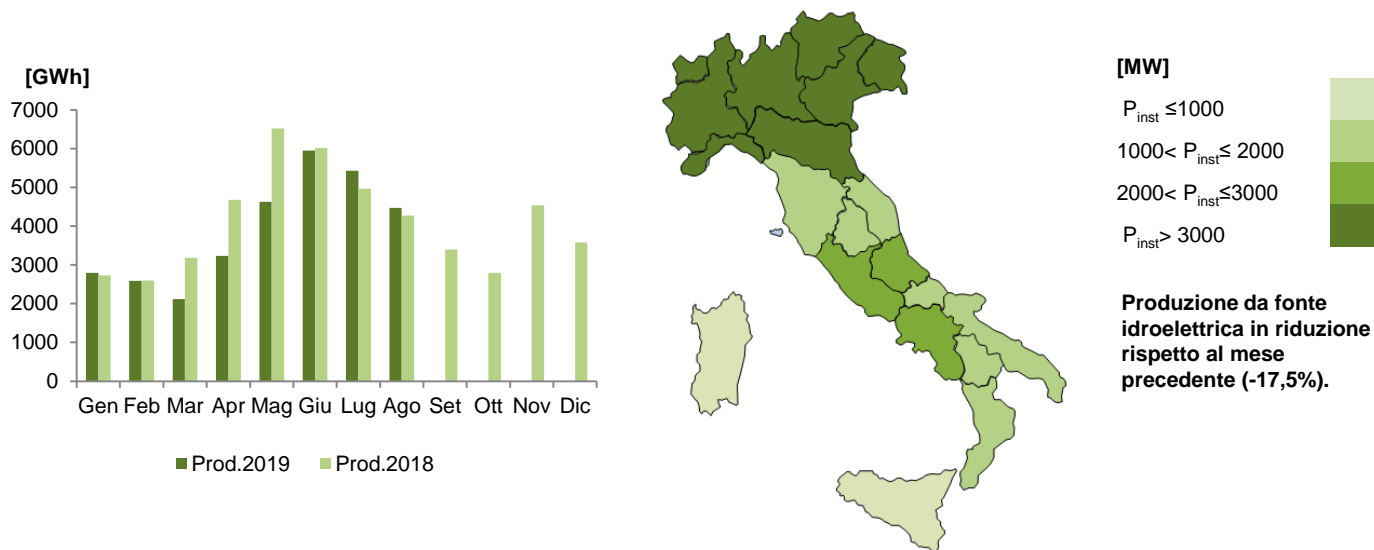 [GWh]
7000
6000
5000
4000
3000
2000
1000
0
Gen Feb Mar Apr Mag Giu Lug Ago Set Ott Nov Dic
Prod.2019 Prod.2018
[MW]
Pinst ≤1000
1000< Pinst≤ 2000
2000< Pinst≤3000
Pinst> 3000
Produzione da fonte
idroelettrica in riduzione
rispetto al mese
precedente (-17,5%).